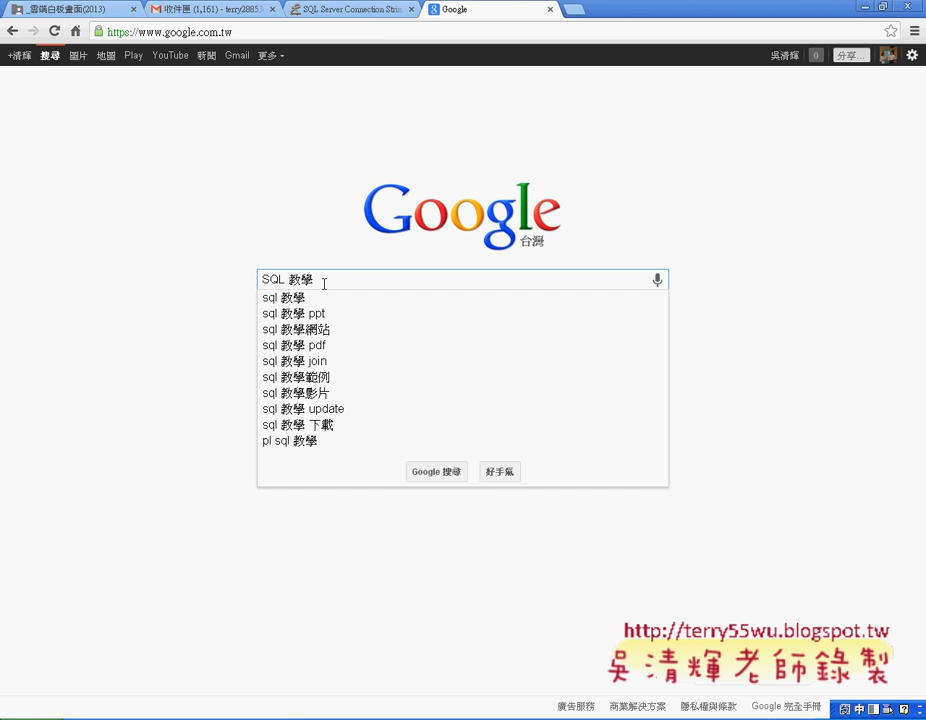 _雲端白板畫面(2013)
收件匣 (1,161) - terry2885
SQL Server Connection Strin
Google
https://www.google.com.tw
+清輝 搜尋 圖片 地圖 Play YouTube 新聞 Gmail 更多
吳清輝 0 分享...
Google
台灣
SQL 教學
sql 教學
sql 教學 ppt
sql 教學網站
sql 教學 pdf
sql 教學 join
sql 教學範例
sql 教學影片
sql 教學 update
sql 教學 下載
pl sql 教學
Google 搜尋 好手氣
http://terry55wu.blogspot.tw
吳清輝老師錄製
廣告服務 商業解決方案 隱私權與條款 Google 完全手冊
中